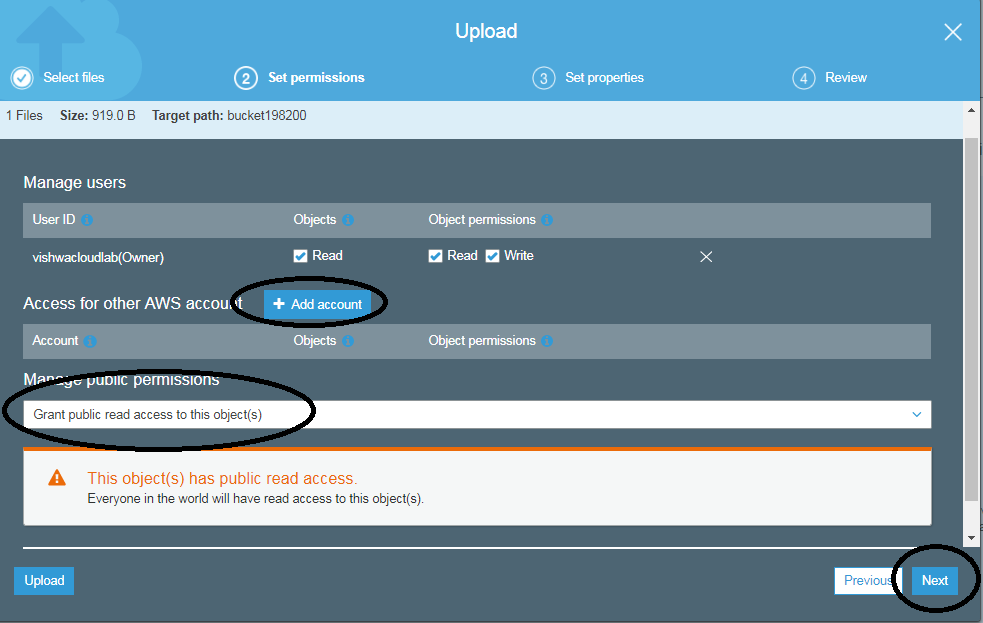 Upload
Select files 2 Set permissions 3 Set properties 4 Review
1 Files Size: 919.0 B Target path: bucket198200
Manage users
User ID Objects Object permissions
vishwacloudlab(Owner) Read Read Write
Access for other AWS account + Add account
Account Objects Object permissions
Manage public permissions
Grant public read access to this object(s)
This object(s) has public read access.
Everyone in the world will have read access to this object(s).
Upload Previous Next